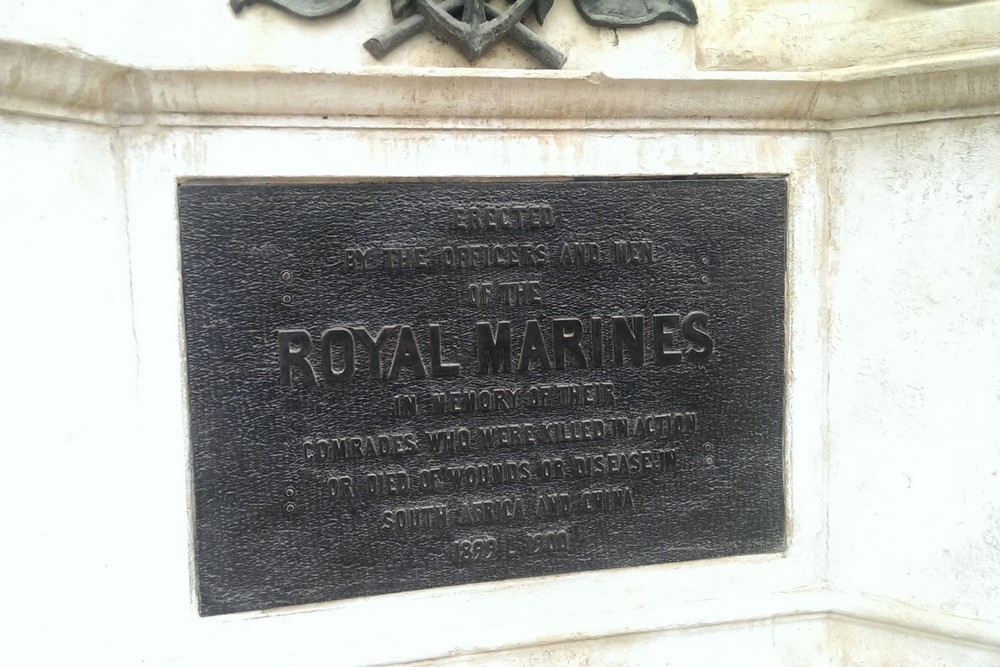 ERECTED
BY THE OFFICERS AND MEN
OF THE
ROYAL MARINES
IN MEMORY OF THEIR
COMRADES WHO WERE KILLED IN ACTION
OR DIED OF WOUNDS OR DISEASE IN
SOUTH AFRICA AND CHINA
1899 - 1900